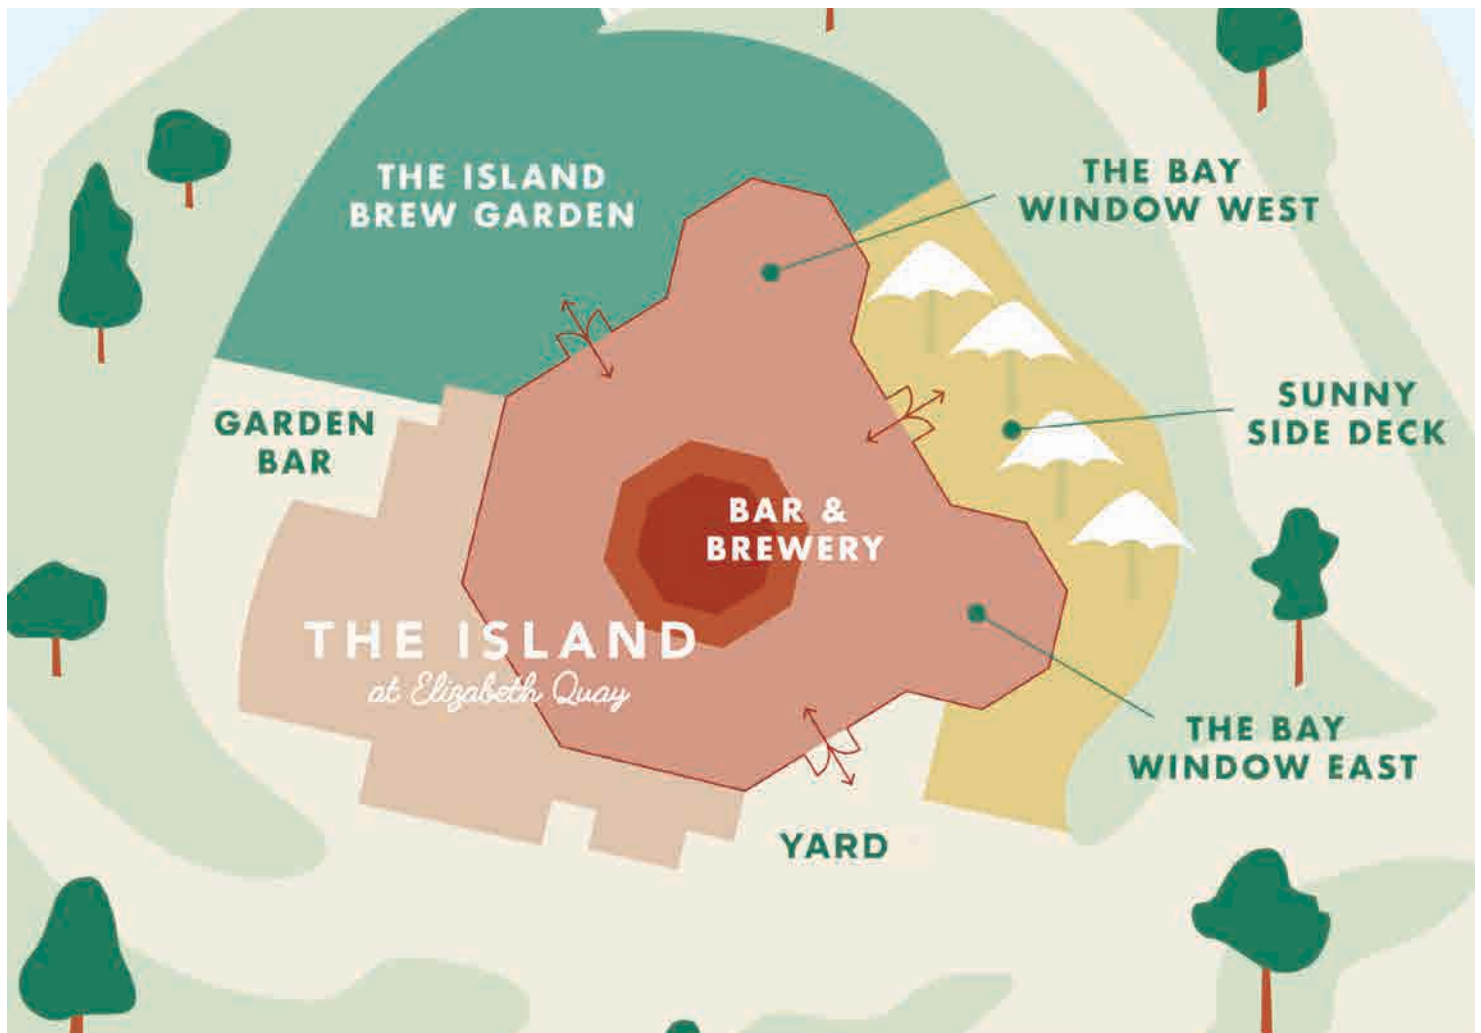 THE ISLAND
BREW GARDEN
THE BAY
WINDOW WEST
GARDEN
BAR
SUNNY
SIDE DECK
BAR &
BREWERY
THE ISLAND
at Elizabeth Quay
THE BAY
WINDOW EAST
YARD